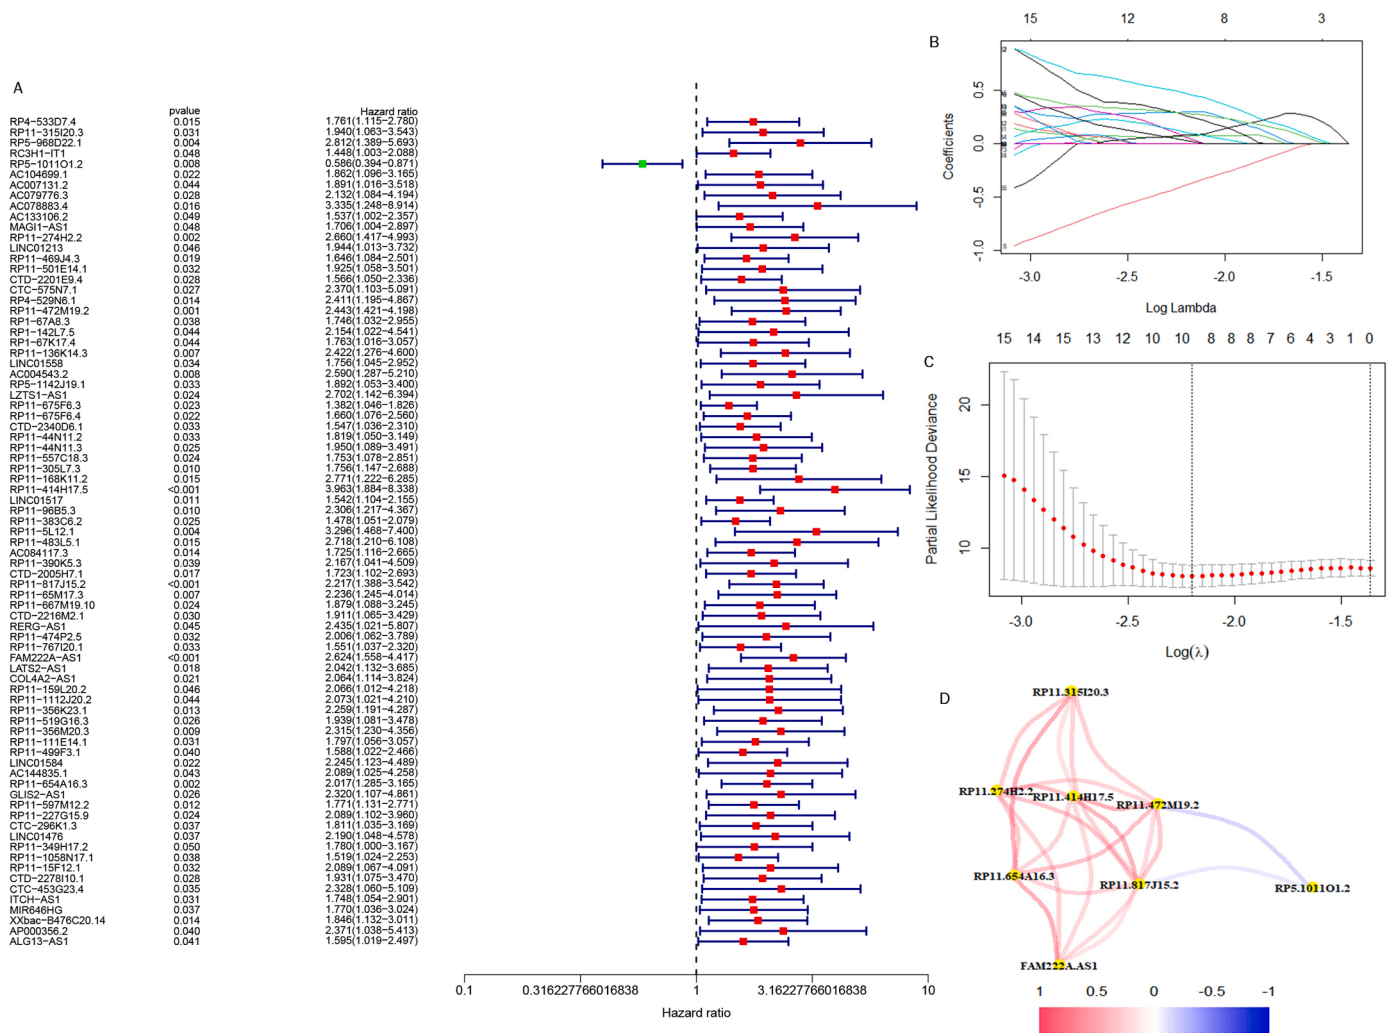 A
pvalue Hazard ratio
RP4−533D7.4 0.015 1.761(1.115−2.780)
RP11−315I20.3 0.031 1.940(1.063−3.543)
RP5−968D22.1 0.004 2.812(1.389−5.693)
RC3H1−IT1 0.048 1.448(1.003−2.088)
RP5−1011O1.2 0.008 0.586(0.394−0.871)
AC104699.1 0.022 1.862(1.096−3.165)
AC007131.2 0.044 1.891(1.016−3.518)
AC079776.3 0.028 2.132(1.084−4.194)
AC078883.4 0.016 3.335(1.248−8.914)
AC133106.2 0.049 1.537(1.002−2.357)
MAGI1−AS1 0.048 1.706(1.004−2.897)
RP11−274H2.2 0.002 2.660(1.417−4.993)
LINC01213 0.046 1.944(1.013−3.732)
RP11−469J4.3 0.019 1.646(1.084−2.501)
RP11−501E14.1 0.032 1.925(1.058−3.501)
CTD−2201E9.4 0.028 1.566(1.050−2.336)
CTC−575N7.1 0.027 2.370(1.103−5.091)
RP4−529N6.1 0.014 2.411(1.195−4.867)
RP11−472M19.2 0.001 2.443(1.421−4.198)
RP1−67A8.3 0.038 1.746(1.032−2.955)
RP1−142L7.5 0.044 2.154(1.022−4.541)
RP1−67K17.4 0.044 1.763(1.016−3.057)
RP11−136K14.3 0.007 2.422(1.276−4.600)
LINC01558 0.034 1.756(1.045−2.952)
AC004543.2 0.008 2.590(1.287−5.210)
RP5−1142J19.1 0.033 1.892(1.053−3.400)
LZTS1−AS1 0.024 2.702(1.142−6.394)
RP11−675F6.3 0.023 1.382(1.046−1.826)
RP11−675F6.4 0.022 1.660(1.076−2.560)
CTD−2340D6.1 0.033 1.547(1.036−2.310)
RP11−44N11.2 0.033 1.819(1.050−3.149)
RP11−44N11.3 0.025 1.950(1.089−3.491)
RP11−557C18.3 0.024 1.753(1.078−2.851)
RP11−305L7.3 0.010 1.756(1.147−2.688)
RP11−168K11.2 0.015 2.771(1.222−6.285)
RP11−414H17.5 <0.001 3.963(1.884−8.338)
LINC01517 0.011 1.542(1.104−2.155)
RP11−96B5.3 0.010 2.306(1.217−4.367)
RP11−383C6.2 0.025 1.478(1.051−2.079)
RP11−5L12.1 0.004 3.296(1.468−7.400)
RP11−483L5.1 0.015 2.718(1.210−6.108)
AC084117.3 0.014 1.725(1.116−2.665)
RP11−390K5.3 0.039 2.167(1.041−4.509)
CTD−2005H7.1 0.017 1.723(1.102−2.693)
RP11−817J15.2 <0.001 2.217(1.388−3.542)
RP11−65M17.3 0.007 2.236(1.245−4.014)
RP11−667M19.10 0.024 1.879(1.088−3.245)
CTD−2216M2.1 0.030 1.911(1.065−3.429)
RERG−AS1 0.045 2.435(1.021−5.807)
RP11−474P2.5 0.032 2.006(1.062−3.789)
RP11−767I20.1 0.033 1.551(1.037−2.320)
FAM222A−AS1 <0.001 2.624(1.558−4.417)
LATS2−AS1 0.018 2.042(1.132−3.685)
COL4A2−AS1 0.021 2.064(1.114−3.824)
RP11−159L20.2 0.046 2.066(1.012−4.218)
RP11−1112J20.2 0.044 2.073(1.021−4.210)
RP11−356K23.1 0.013 2.259(1.191−4.287)
RP11−519G16.3 0.026 1.939(1.081−3.478)
RP11−356M20.3 0.009 2.315(1.230−4.356)
RP11−111E14.1 0.031 1.797(1.056−3.057)
RP11−499F3.1 0.040 1.588(1.022−2.466)
LINC01584 0.022 2.245(1.123−4.489)
AC144835.1 0.043 2.089(1.025−4.258)
RP11−654A16.3 0.002 2.017(1.285−3.165)
GLIS2−AS1 0.026 2.320(1.107−4.861)
RP11−597M12.2 0.012 1.771(1.131−2.771)
RP11−227G15.9 0.024 2.089(1.102−3.960)
CTC−296K1.3 0.037 1.811(1.035−3.169)
LINC01476 0.037 2.190(1.048−4.578)
RP11−349H17.2 0.050 1.780(1.000−3.167)
RP11−1058N17.1 0.038 1.519(1.024−2.253)
RP11−15F12.1 0.032 2.089(1.067−4.091)
CTD−2278I10.1 0.028 1.931(1.075−3.470)
CTC−453G23.4 0.035 2.328(1.060−5.109)
ITCH−AS1 0.031 1.748(1.054−2.901)
MIR646HG 0.037 1.770(1.036−3.024)
XXbac−B476C20.14 0.014 1.846(1.132−3.011)
AP000356.2 0.040 2.371(1.038−5.413)
ALG13−AS1 0.041 1.595(1.019−2.497)
0.1 0.316227766016838 1 3.16227766016838 10
Hazard ratio
B
15 12 8 3
Coefficients
0.5
0.0
-0.5
-1.0
-3.0 -2.5 -2.0 -1.5
Log Lambda
C
15 14 15 13 12 10 10 8 8 7 6 4 3 1 0
Partial Likelihood Deviance
20
15
10
-3.0 -2.5 -2.0 -1.5
Log(λ)
D
RP11.315I20.3
RP11.274H2.2
RP11.414H17.5
RP11.472M19.2
RP11.654A16.3
RP11.817J15.2
RP5.1011O1.2
FAM222A.AS1
1 0.5 0 -0.5 -1